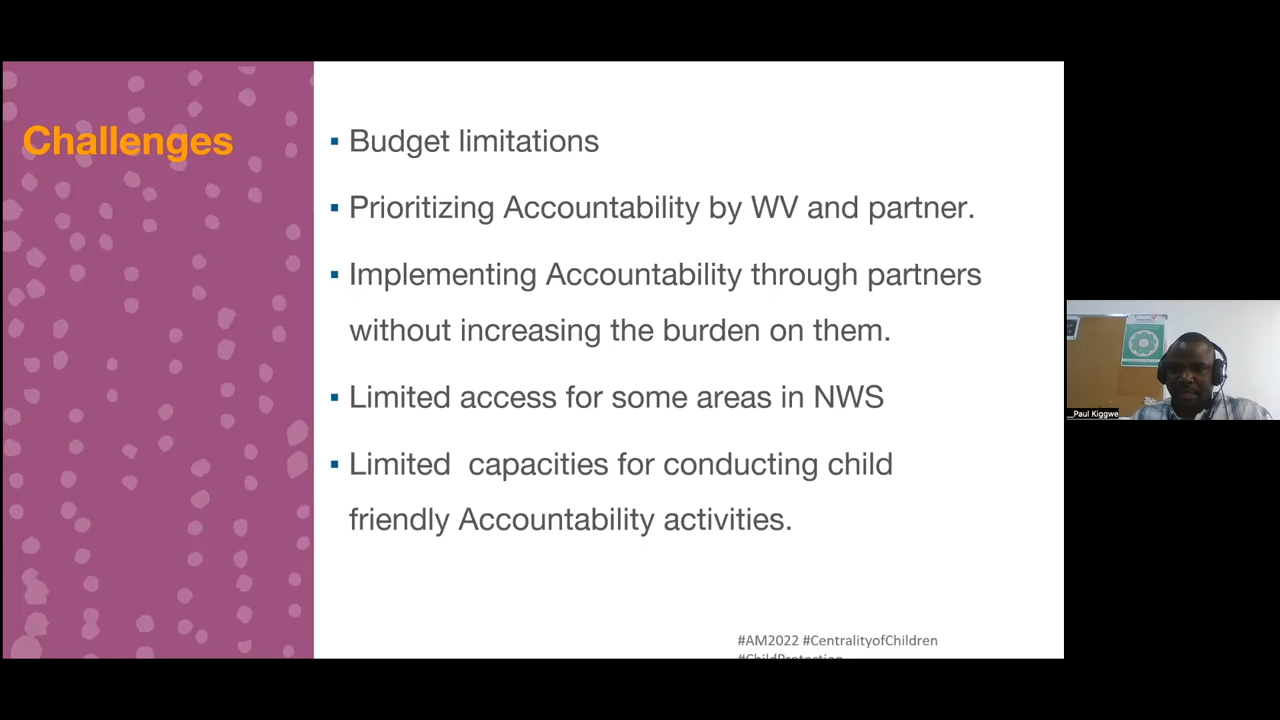 Challenges
▪ Budget limitations
▪ Prioritizing Accountability by WV and partner.
▪ Implementing Accountability through partners
without increasing the burden on them.
▪ Limited access for some areas in NWS
▪ Limited  capacities for conducting child
friendly Accountability activities.
#AM2022 #CentralityofChildren
#ChildProtection
__Paul Kiggwe